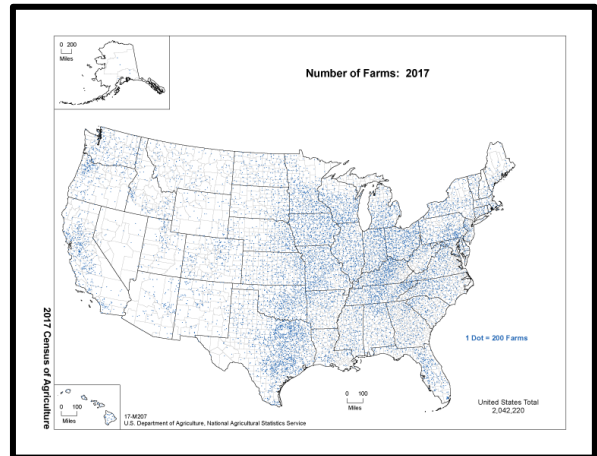 0 200
Miles
Number of Farms: 2017
1 Dot = 200 Farms
2017 Census of Agriculture
0 100
Miles
0 100
Miles
United States Total
2,042,220
17-M207
U.S. Department of Agriculture, National Agricultural Statistics Service